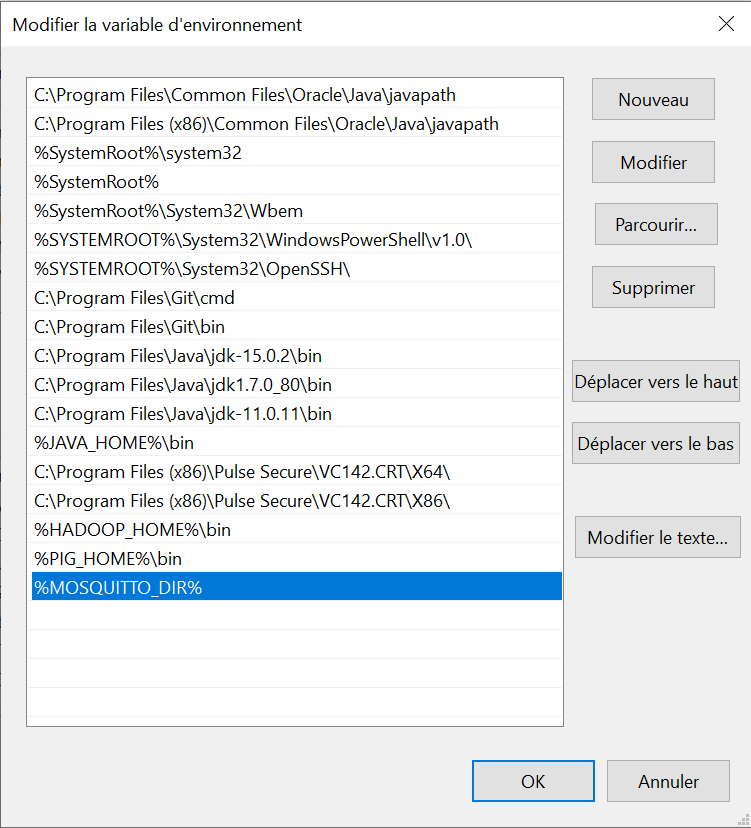 Modifier la variable d'environnement
C:\Program Files\Common Files\Oracle\Java\javapath
C:\Program Files (x86)\Common Files\Oracle\Java\javapath
%SystemRoot%\system32
%SystemRoot%
%SystemRoot%\System32\Wbem
%SYSTEMROOT%\System32\WindowsPowerShell\v1.0\
%SYSTEMROOT%\System32\OpenSSH\
C:\Program Files\Git\cmd
C:\Program Files\Git\bin
C:\Program Files\Java\jdk-15.0.2\bin
C:\Program Files\Java\jdk1.7.0_80\bin
C:\Program Files\Java\jdk-11.0.11\bin
%JAVA_HOME%\bin
C:\Program Files (x86)\Pulse Secure\VC142.CRT\X64\
C:\Program Files (x86)\Pulse Secure\VC142.CRT\X86\
%HADOOP_HOME%\bin
%PIG_HOME%\bin
%MOSQUITTO_DIR%
Nouveau
Modifier
Parcourir...
Supprimer
Déplacer vers le haut
Déplacer vers le bas
Modifier le texte...
OK
Annuler